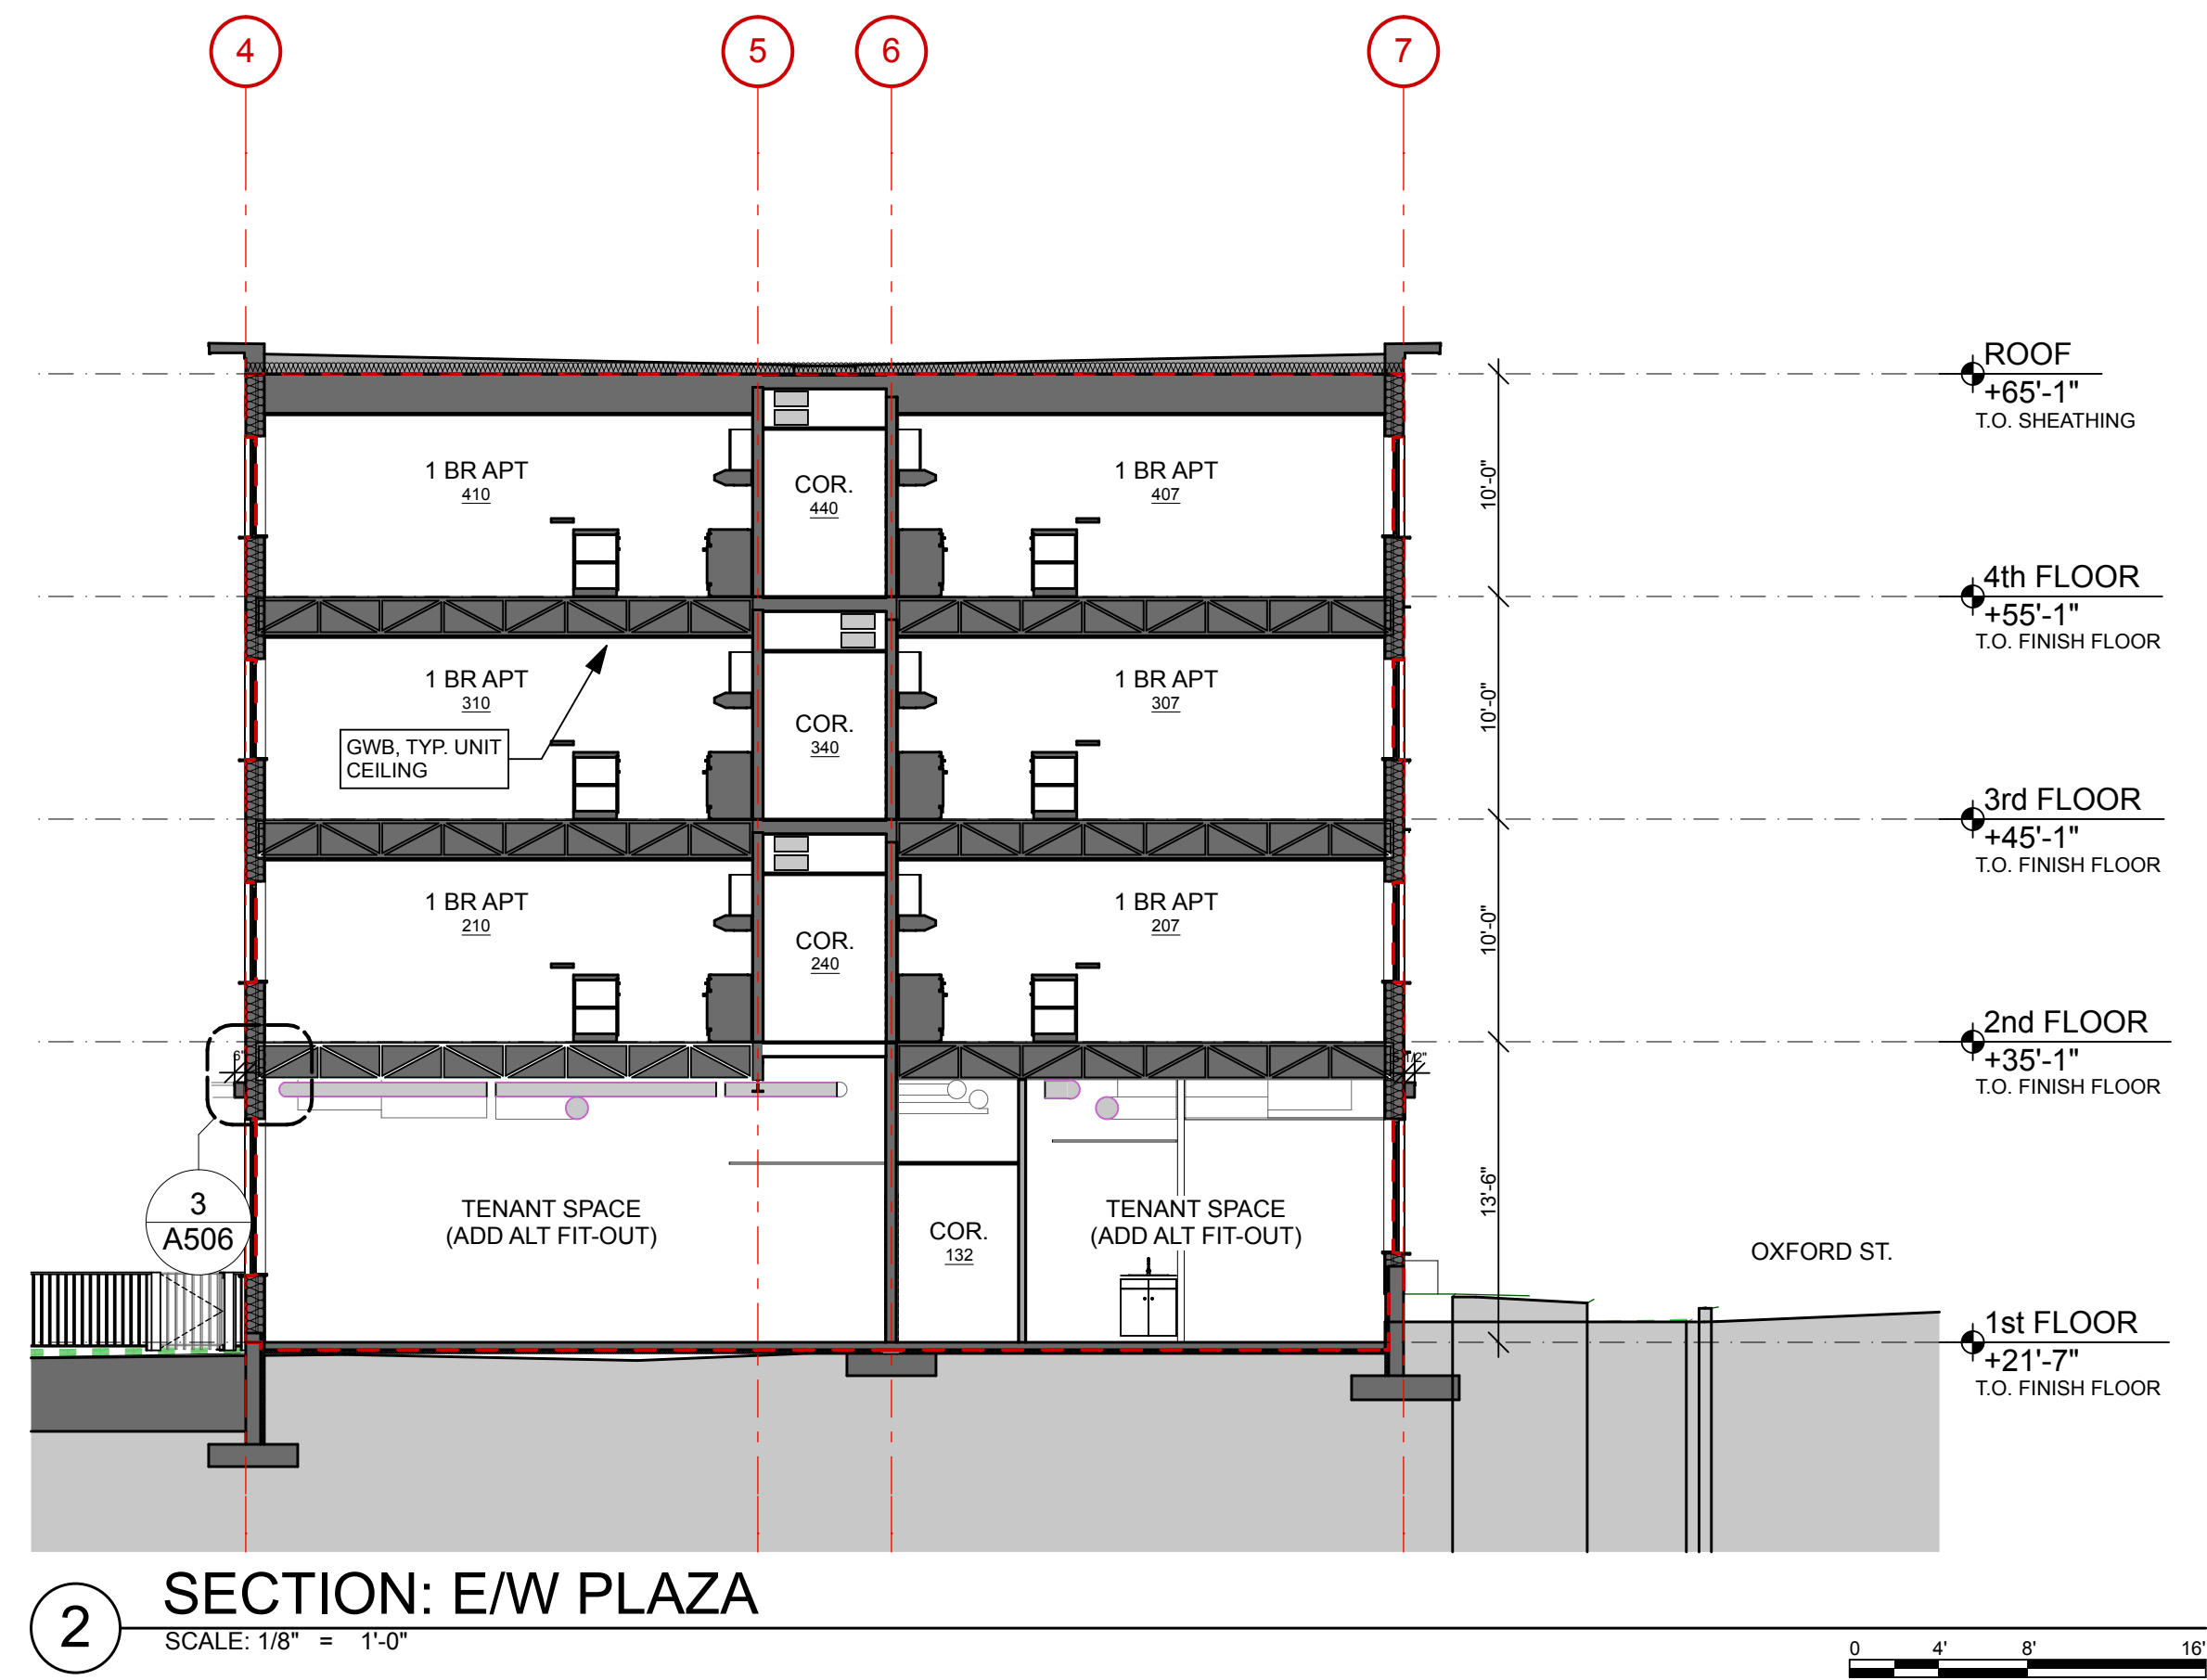 4
5
6
7
ROOF
+65'-1"
T.O. SHEATHING
1 BR APT
410
COR.
440
1 BR APT
407
10'-0"
4th FLOOR
+55'-1"
T.O. FINISH FLOOR
1 BR APT
310
COR.
340
1 BR APT
307
10'-0"
GWB, TYP. UNIT
CEILING
3rd FLOOR
+45'-1"
T.O. FINISH FLOOR
1 BR APT
210
COR.
240
1 BR APT
207
10'-0"
2nd FLOOR
+35'-1"
T.O. FINISH FLOOR
6"
3
A506
TENANT SPACE
(ADD ALT FIT-OUT)
COR.
132
TENANT SPACE
(ADD ALT FIT-OUT)
13'-6"
OXFORD ST.
1st FLOOR
+21'-7"
T.O. FINISH FLOOR
2
SECTION: E/W PLAZA
SCALE: 1/8" = 1'-0"
0 4' 8' 16'